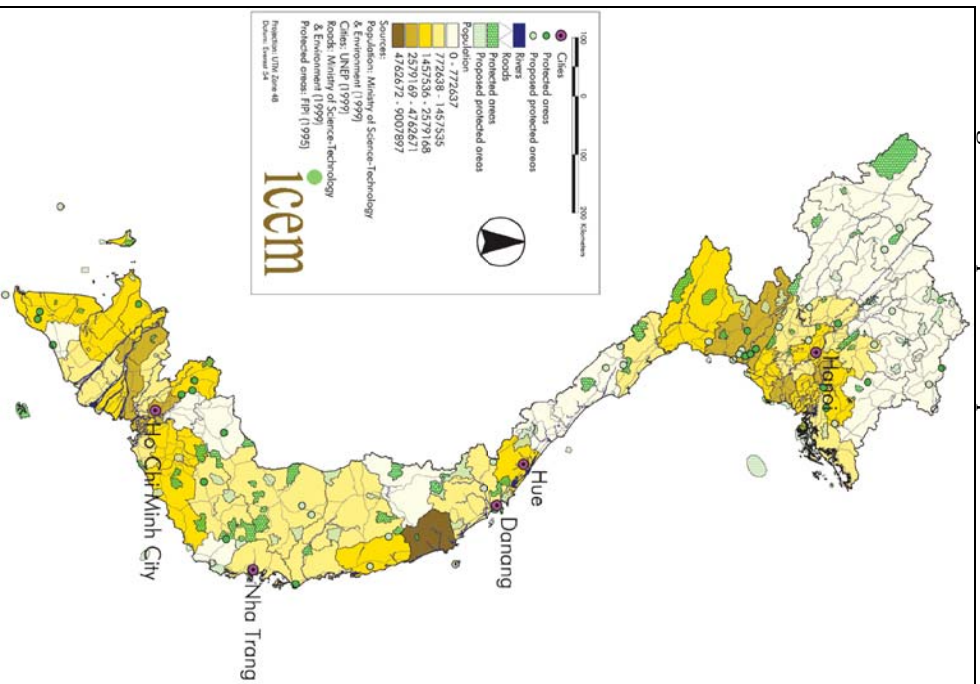 Hanoi
Hue
Danang
Nha Trang
Ho Chi Minh City
100 0 100 200 Kilometers
Cities
Protected areas
Proposed protected areas
Roads
Rivers
Protected areas
Proposed protected areas
Population
0 - 772637
772638 - 1457535
1457536 - 2579168
2579169 - 4762671
4762672 - 9007897
Sources:
Population: Ministry of Science-Technology
& Environment (1999)
Cities: UNEP (1999)
Roads: Ministry of Science-Technology
& Environment (1999)
Protected areas: FIPI (1995)
Projection: UTM Zone 48
Datum: Everest 54
icem